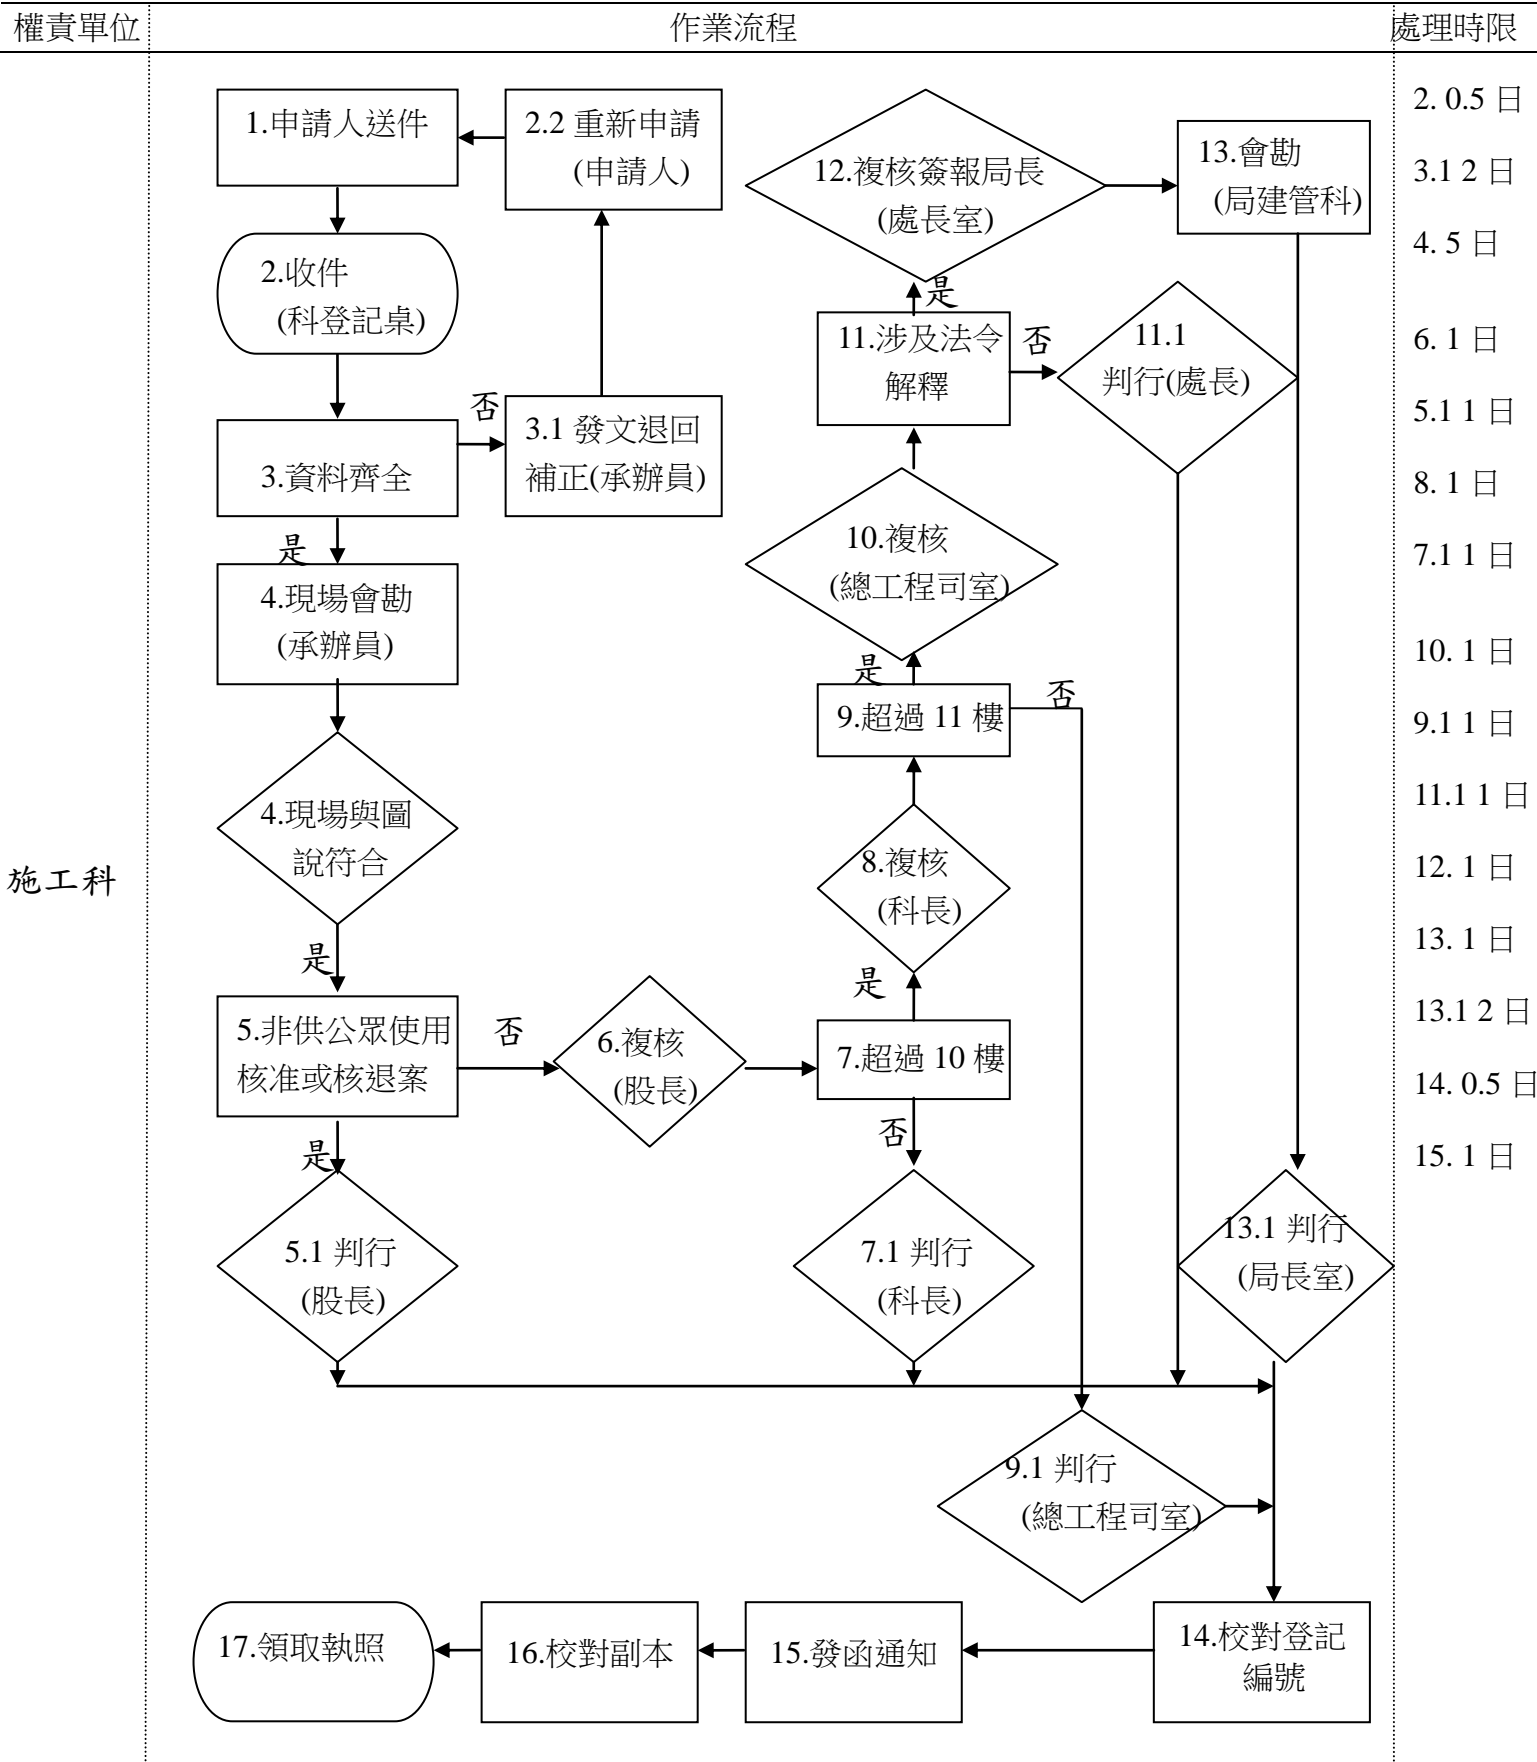 權責單位
作業流程
處理時限
施工科
1.申請人送件
2.2 重新申請
(申請人)
2.收件
(科登記桌)
否
3.資料齊全
3.1 發文退回
補正(承辦員)
是
4.現場會勘
(承辦員)
4.現場與圖
說符合
是
5.非供公眾使用
核准或核退案
否
6.複核
(股長)
是
5.1 判行
(股長)
7.超過 10 樓
是
否
7.1 判行
(科長)
8.複核
(科長)
9.超過 11 樓
是
否
10.複核
(總工程司室)
11.涉及法令
解釋
是
否
11.1
判行(處長)
12.複核簽報局長
(處長室)
13.會勘
(局建管科)
13.1 判行
(局長室)
9.1 判行
(總工程司室)
14.校對登記
編號
15.發函通知
16.校對副本
17.領取執照
2. 0.5 日
3.1 2 日
4. 5 日
6. 1 日
5.1 1 日
8. 1 日
7.1 1 日
10. 1 日
9.1 1 日
11.1 1 日
12. 1 日
13. 1 日
13.1 2 日
14. 0.5 日
15. 1 日